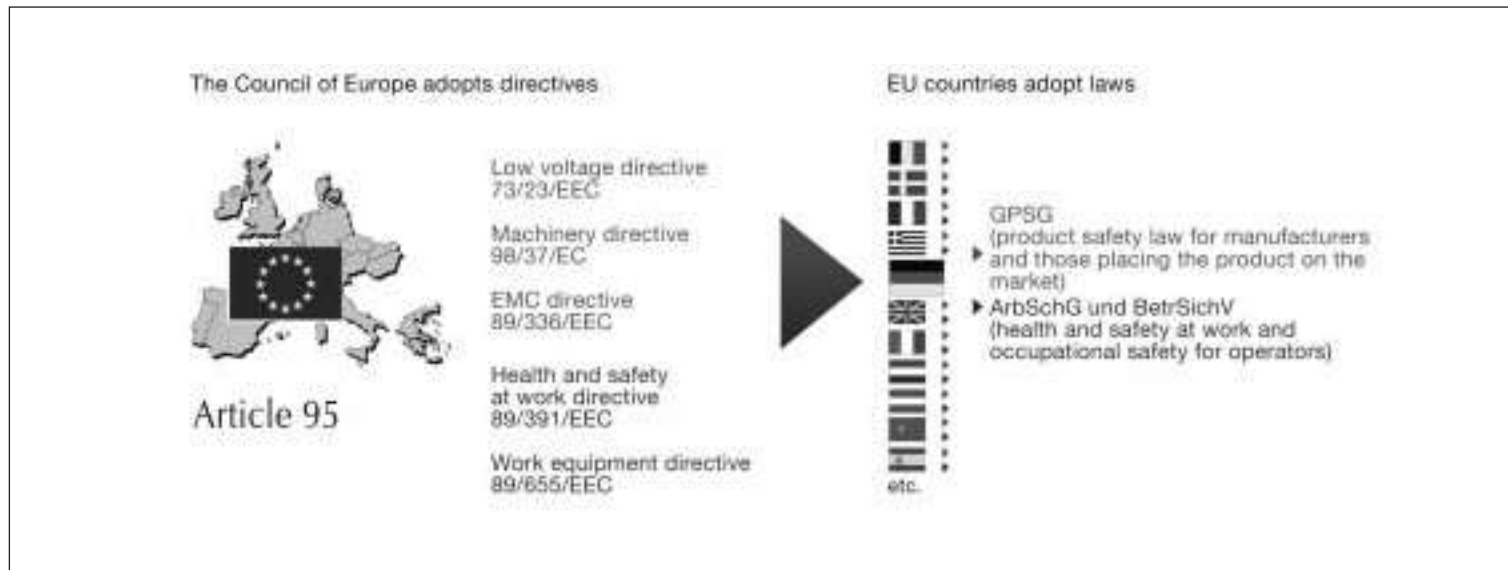 The Council of Europe adopts directives
Low voltage directive
73/23/EEC
Machinery directive
98/37/EC
EMC directive
89/336/EEC
Health and safety
at work directive
89/391/EEC
Work equipment directive
89/655/EEC
Article 95
EU countries adopt laws
GPSG
(product safety law for manufacturers
and those placing the product on the
market)
ArbSchG und BetrSichV
(health and safety at work and
occupational safety for operators)
etc.